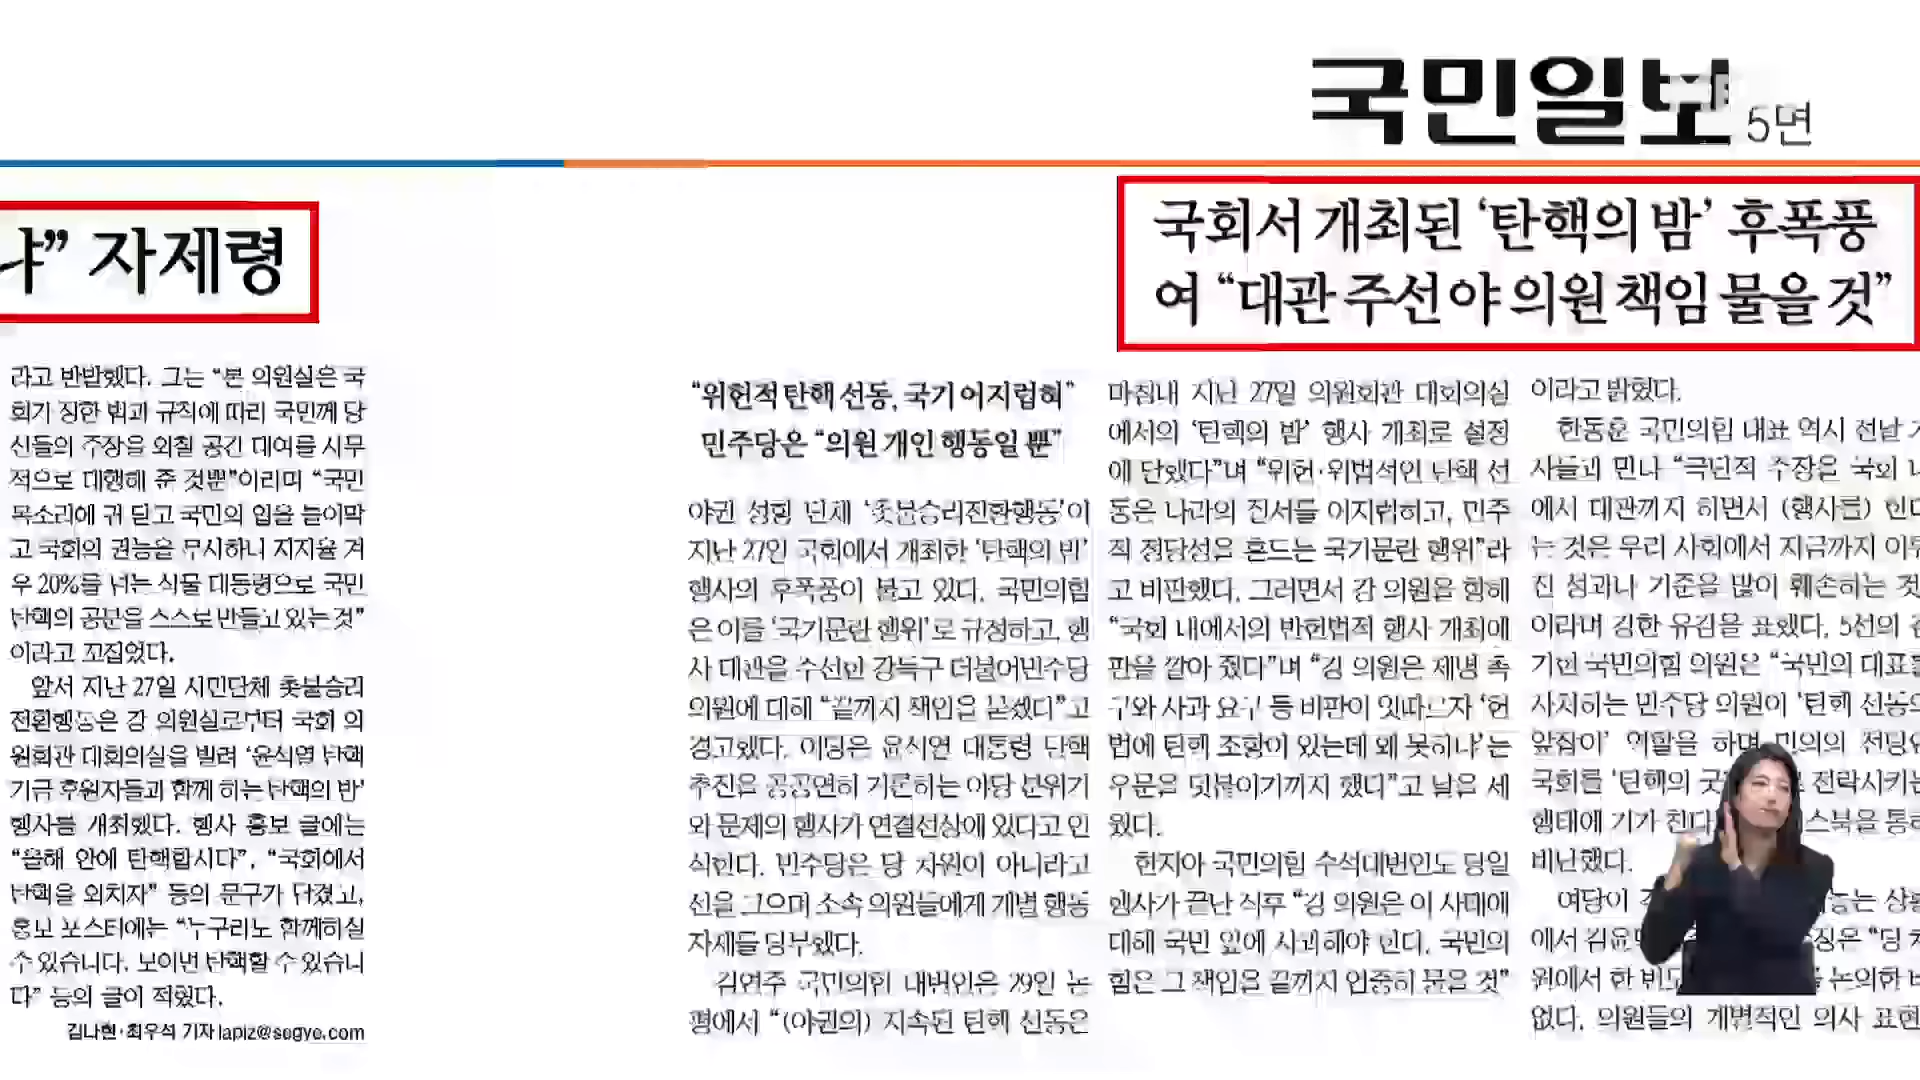 국민일보 5면
냐” 자제령
국회서 개최된 ‘탄핵의 밤’ 후폭풍
여 “대관 주선 야 의원 책임 물을 것”
라고 반발했다. 그는 “본 의원실은 국
회가 정한 법과 규칙에 따라 국민께 당
신들의 주장을 외칠 공간 대여를 사무
적으로 대행해 준 것뿐”이라며 “국민
목소리에 귀 닫고 국민의 입을 틀어막
고 국회의 권능을 무시하니 지지율 겨
우 20%를 넘는 식물 대통령으로 국민
탄핵의 공분을 스스로 만들고 있는 것”
이라고 꼬집었다.
앞서 지난 27일 시민단체 촛불승리
전환행동은 강 의원실로부터 국회 의
원회관 대회의실을 빌려 ‘윤석열 탄핵
기금 후원자들과 함께 하는 탄핵의 밤’
행사를 개최했다. 행사 홍보 글에는
“올해 안에 탄핵합시다”, “국회에서
탄핵을 외치자” 등의 문구가 담겼고,
홍보 포스터에는 “누구라도 함께하실
수 있습니다. 모이면 탄핵할 수 있습니
다” 등의 글이 적혔다.
김나현·최우석 기자 lapiz@segye.com
“위헌적 탄핵 선동, 국기 어지럽혀”
민주당은 “의원 개인 행동일 뿐”
야권 성향 단체 ‘촛불승리전환행동’이
지난 27일 국회에서 개최한 ‘탄핵의 밤’
행사의 후폭풍이 불고 있다. 국민의힘
은 이를 ‘국기문란 행위’로 규정하고, 행
사 대관을 주선한 강득구 더불어민주당
의원에 대해 “끝까지 책임을 묻겠다”고
경고했다. 여당은 윤석열 대통령 탄핵
추진을 공공연히 거론하는 야당 분위기
와 문제의 행사가 연결선상에 있다고 인
식한다. 민주당은 당 차원이 아니라고
선을 그으며 소속 의원들에게 개별 행동
자제를 당부했다.
김연주 국민의힘 대변인은 29일 논
평에서 “(야권의) 지속된 탄핵 선동은
마침내 지난 27일 의원회관 대회의실
에서의 ‘탄핵의 밤’ 행사 개최로 절정
에 달했다”며 “위헌·위법적인 탄핵 선
동은 나라의 질서를 어지럽히고, 민주
적 정당성을 흔드는 국기문란 행위”라
고 비판했다. 그러면서 강 의원을 향해
“국회 내에서의 반헌법적 행사 개최에
판을 깔아 줬다”며 “강 의원은 제명 촉
구와 사과 요구 등 비판이 잇따르자 ‘헌
법에 탄핵 조항이 있는데 왜 못하냐’는
우문을 덧붙이기까지 했다”고 날을 세
웠다.
한지아 국민의힘 수석대변인도 당일
행사가 끝난 직후 “강 의원은 이 사태에
대해 국민 앞에 사과해야 한다. 국민의
힘은 그 책임을 끝까지 엄중히 물을 것”
이라고 밝혔다.
한동훈 국민의힘 대표 역시 전날 기
사들과 만나 “극단적 주장을 국회 내
에서 대관까지 하면서 (행사를) 한다
는 것은 우리 사회에서 지금까지 이뤄
진 성과나 기준을 많이 훼손하는 것”
이라며 강한 유감을 표했다. 5선의 김
기현 국민의힘 의원은 “국민의 대표를
자처하는 민주당 의원이 ‘탄핵 선동의
앞잡이’ 역할을 하며 민의의 전당인
국회를 ‘탄핵의 전락시키는
행태에 기가 찬다 스북을 통해
비난했다.
여당이 는 상황
에서 김윤 장은 “당 차
원에서 한 논의한 바
없다. 의원들의 개별적인 의사 표현